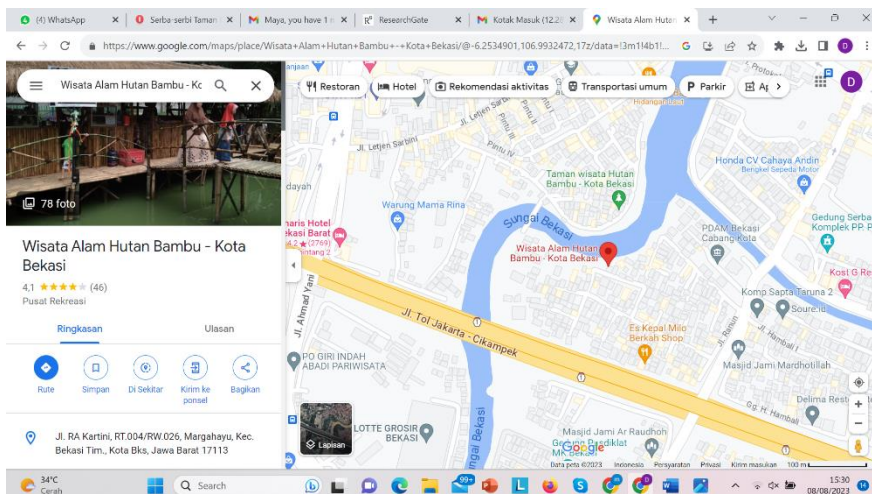 (4) WhatsApp
Serba-serbi Taman
Maya, you have 1
ResearchGate
Kotak Masuk (12.2
Wisata Alam Hutan
https://www.google.com/maps/place/Wisata+Alam+Hutan+Bambu+-+Kota+Bekasi/@-6.2534901,106.9932472,17z/data=!3m1!4b1!...
Wisata Alam Hutan Bambu - Kc
Restoran
Hotel
Rekomendasi aktivitas
Transportasi umum
Parkir
D
78 foto
Wisata Alam Hutan Bambu - Kota
Bekasi
4,1 ★★★★★ (46)
Pusat Rekreasi
Ringkasan
Ulasan
Rute
Simpan
Di Sekitar
Kirim ke
ponsel
Bagikan
Jl. RA Kartini, RT.004/RW.026, Margahayu, Kec.
Bekasi Tim., Kota Bks, Jawa Barat 17113
Jl. Letjen Sarbini
Pintu IV
Honda CV Cahaya Andin
Bengkel Sepeda Motor
Taman wisata Hutan
Bambu - Kota Bekasi
Warung Mama Rina
Sungai Bekasi
Wisata Alam Hutan
Bambu - Kota Bekasi
PDAM Bekasi
Cabang Kota
Gedung Serba
Komplek PP. P
Kost G Re
Komp Sapta Taruna 2
Soure.id
Jl. Ahmad Yani
Jl. Tol Jakarta - Cikampek
Es Kepal Milo
Berkah Shop
Masjid Jami Mardhotillah
PO GIRI INDAH
ABADI PARIWISATA
LOTTE GROSIR
BEKASI
Masjid Jami Ar Raudhoh
Lapisan
Google
Data peta ©2023
Indonesia
Persyaratan
Privasi
Kirim masukan
100 m
34°C
Cerah
Search
99+
15:30
08/08/2023